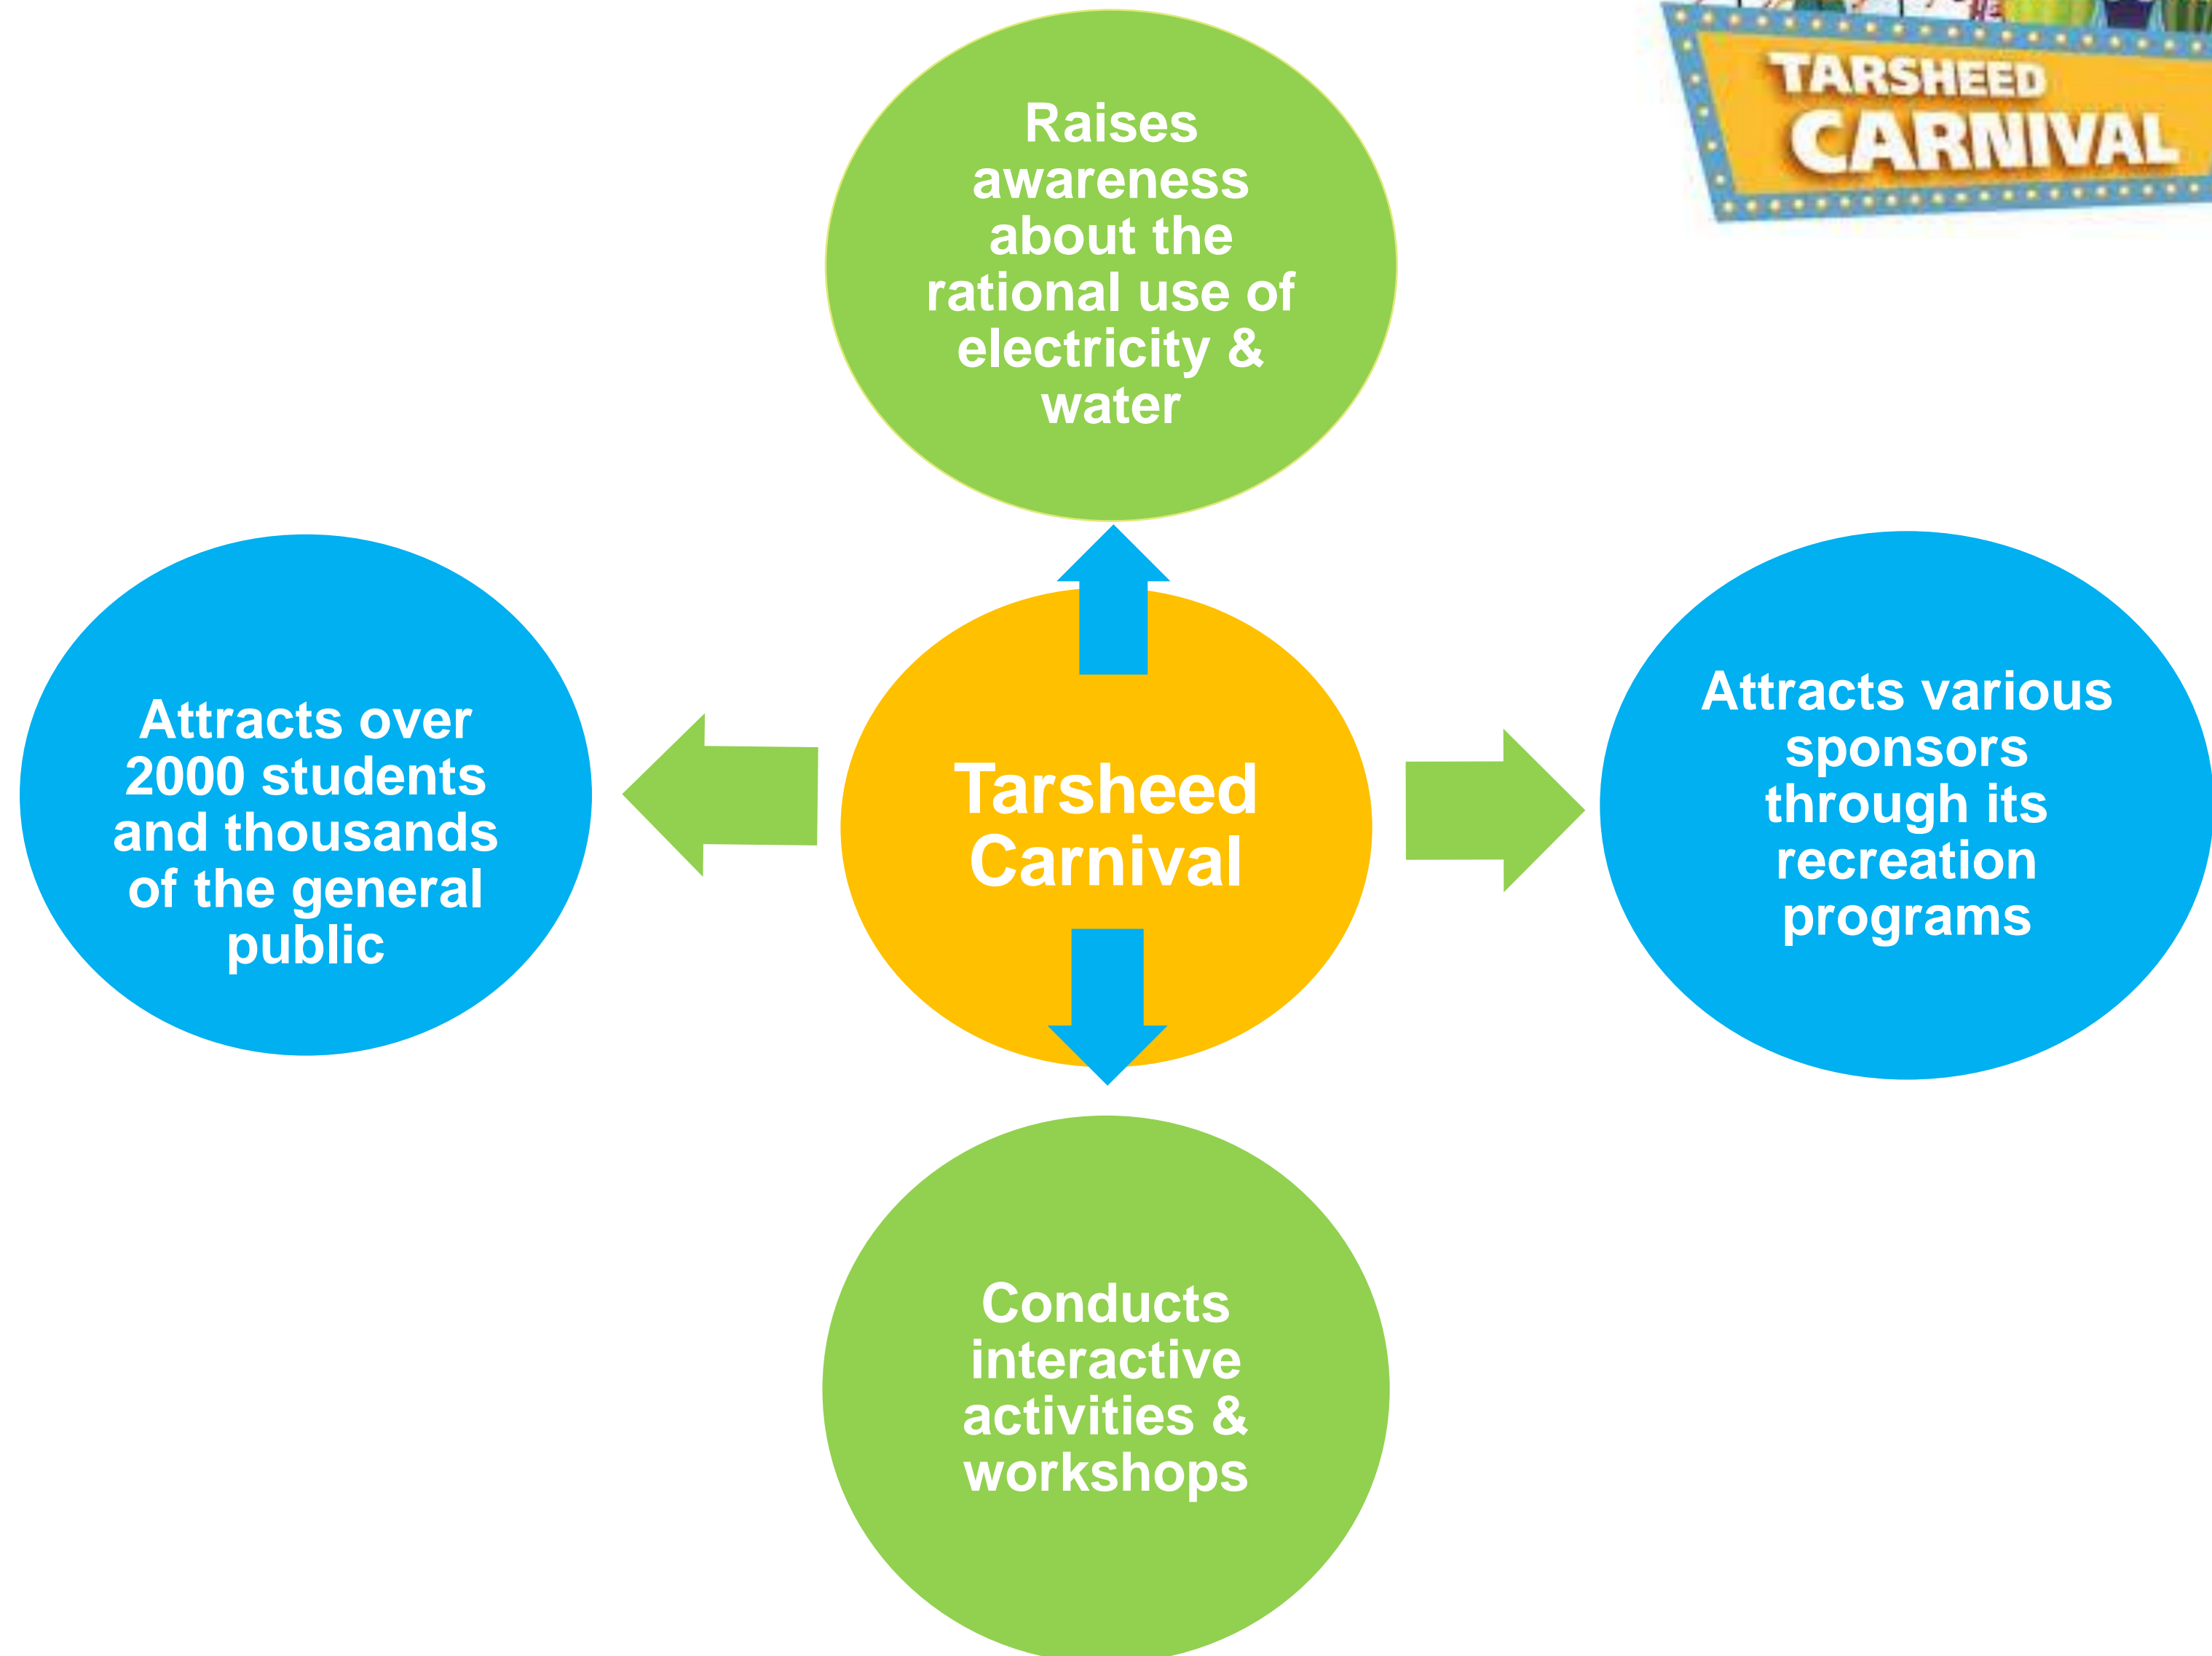 TARSHEED
CARNIVAL
Raises
awareness
about the
rational use of
electricity &
water
Attracts over
2000 students
and thousands
of the general
public
Tarsheed
Carnival
Attracts various
sponsors
through its
recreation
programs
Conducts
interactive
activities &
workshops